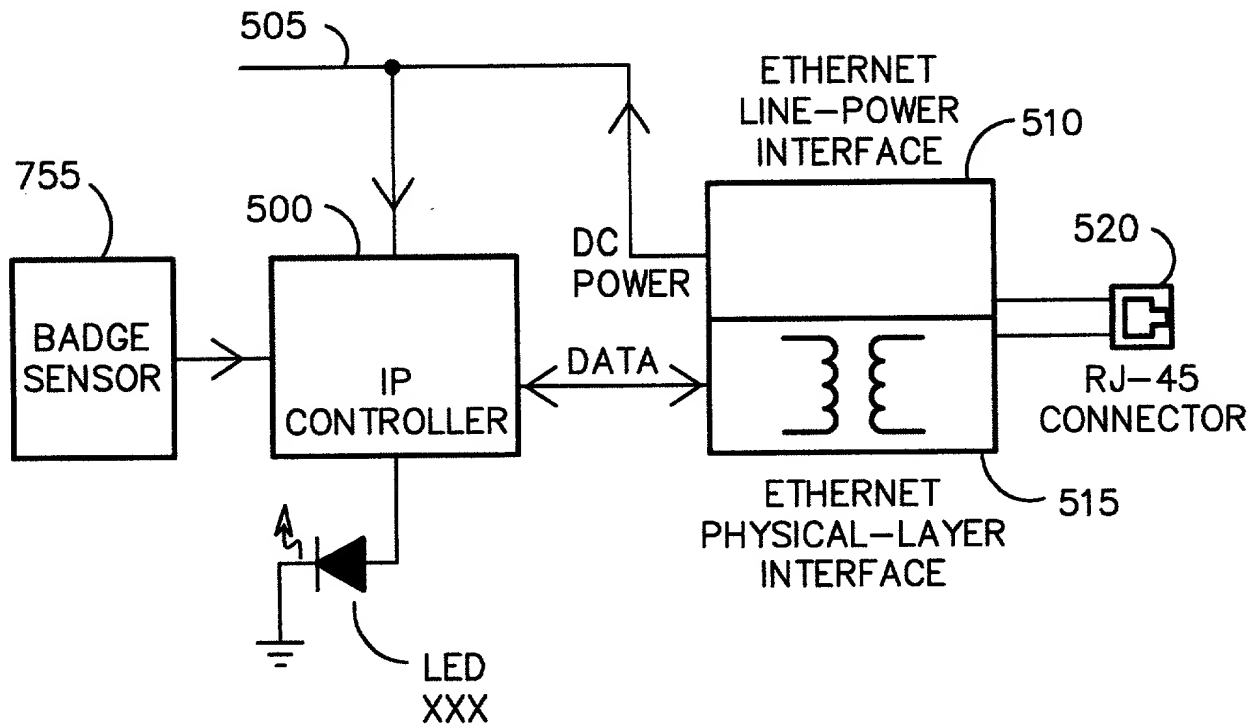 505
ETHERNET
LINE-POWER
INTERFACE
510
755
500
DC
POWER
520
BADGE
SENSOR
IP
CONTROLLER
DATA
RJ-45
CONNECTOR
ETHERNET
PHYSICAL-LAYER
INTERFACE
515
LED
XXX